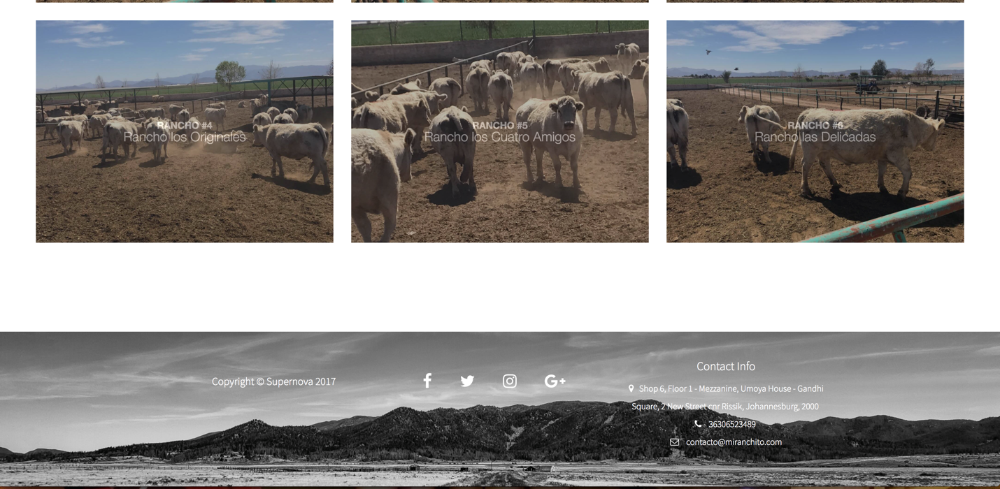 RANCHO #4
Rancho los Originales
RANCHO #5
Rancho los Cuatro Amigos
RANCHO #6
Rancho las Delicadas
Copyright © Supernova 2017
Contact Info
Shop 6, Floor 1 - Mezzanine, Umoya House - Gandhi
Square, 2 New Street cnr Rissik, Johannesburg, 2000
36306523489
contacto@miranchito.com